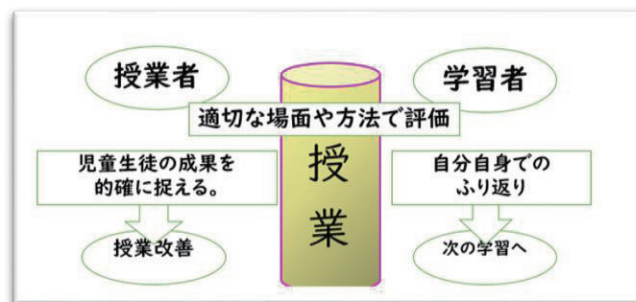 授業者
学習者
適切な場面や方法で評価
児童生徒の成果を
的確に捉える。
授業
自分自身での
ふり返り
授業改善
次の学習へ